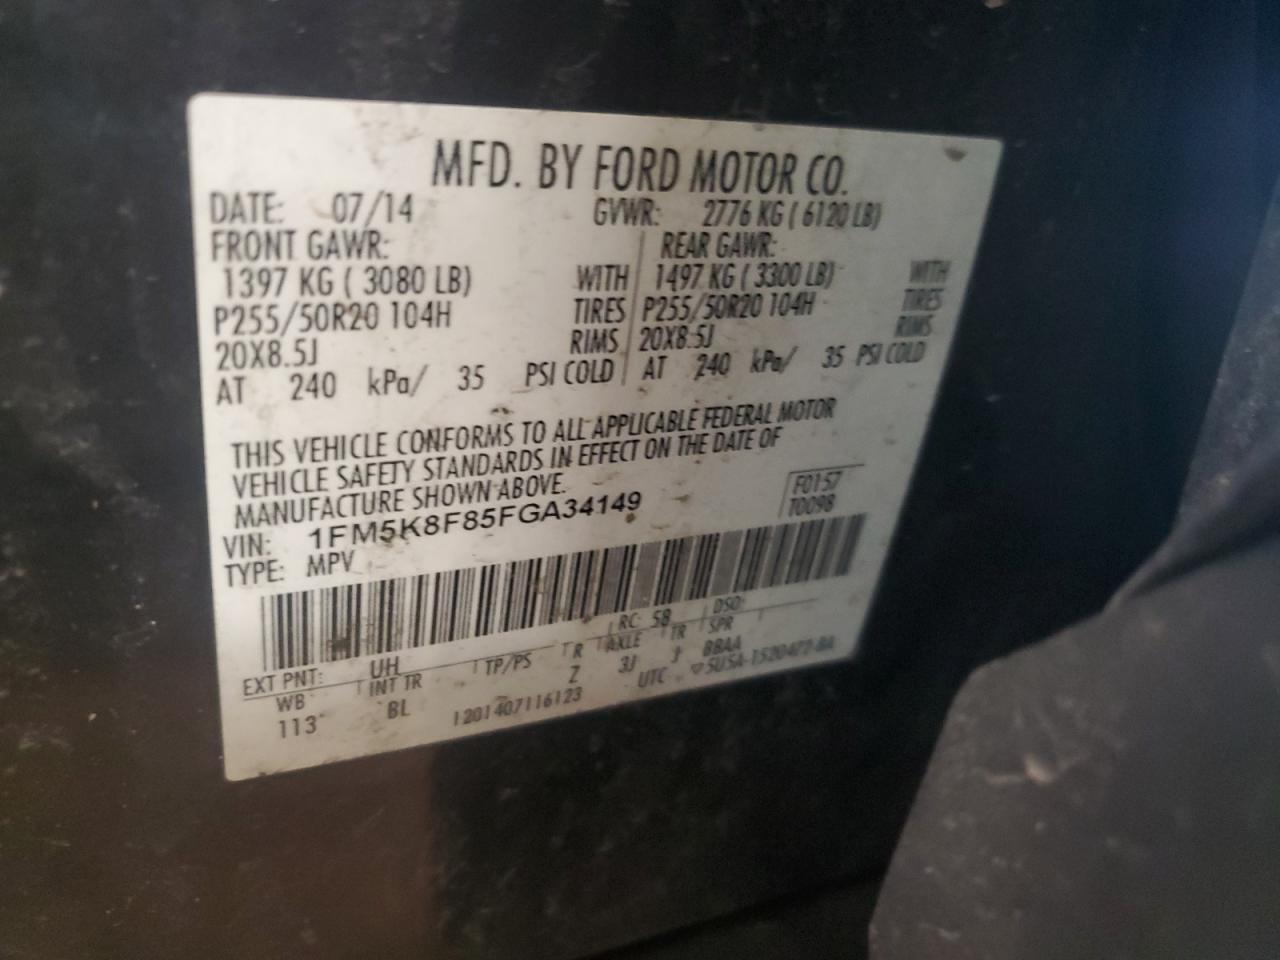 MFD. BY FORD MOTOR CO.
DATE: 07/14 GVWR: 2776 KG ( 6120 LB)
FRONT GAWR: REAR GAWR:
1397 KG ( 3080 LB) WITH 1497 KG ( 3300 LB) WITH
P255/50R20 104H TIRES P255/50R20 104H TIRES
20X8.5J RIMS 20X8.5J RIMS
AT 240 kPa/ 35 PSI COLD AT 240 kPa/ 35 PSI COLD
THIS VEHICLE CONFORMS TO ALL APPLICABLE FEDERAL MOTOR
VEHICLE SAFETY STANDARDS IN EFFECT ON THE DATE OF
MANUFACTURE SHOWN ABOVE.
F0157
T0098
VIN: 1FM5K8F85FGA34149
TYPE: MPV
EXT PNT: UH RC: 58 DSO:
WB INT TR TP/PS R AXLE TR SPR
113 BL Z 3J J BBAA
1201407116123 UTC 5U5A-1520472-BA